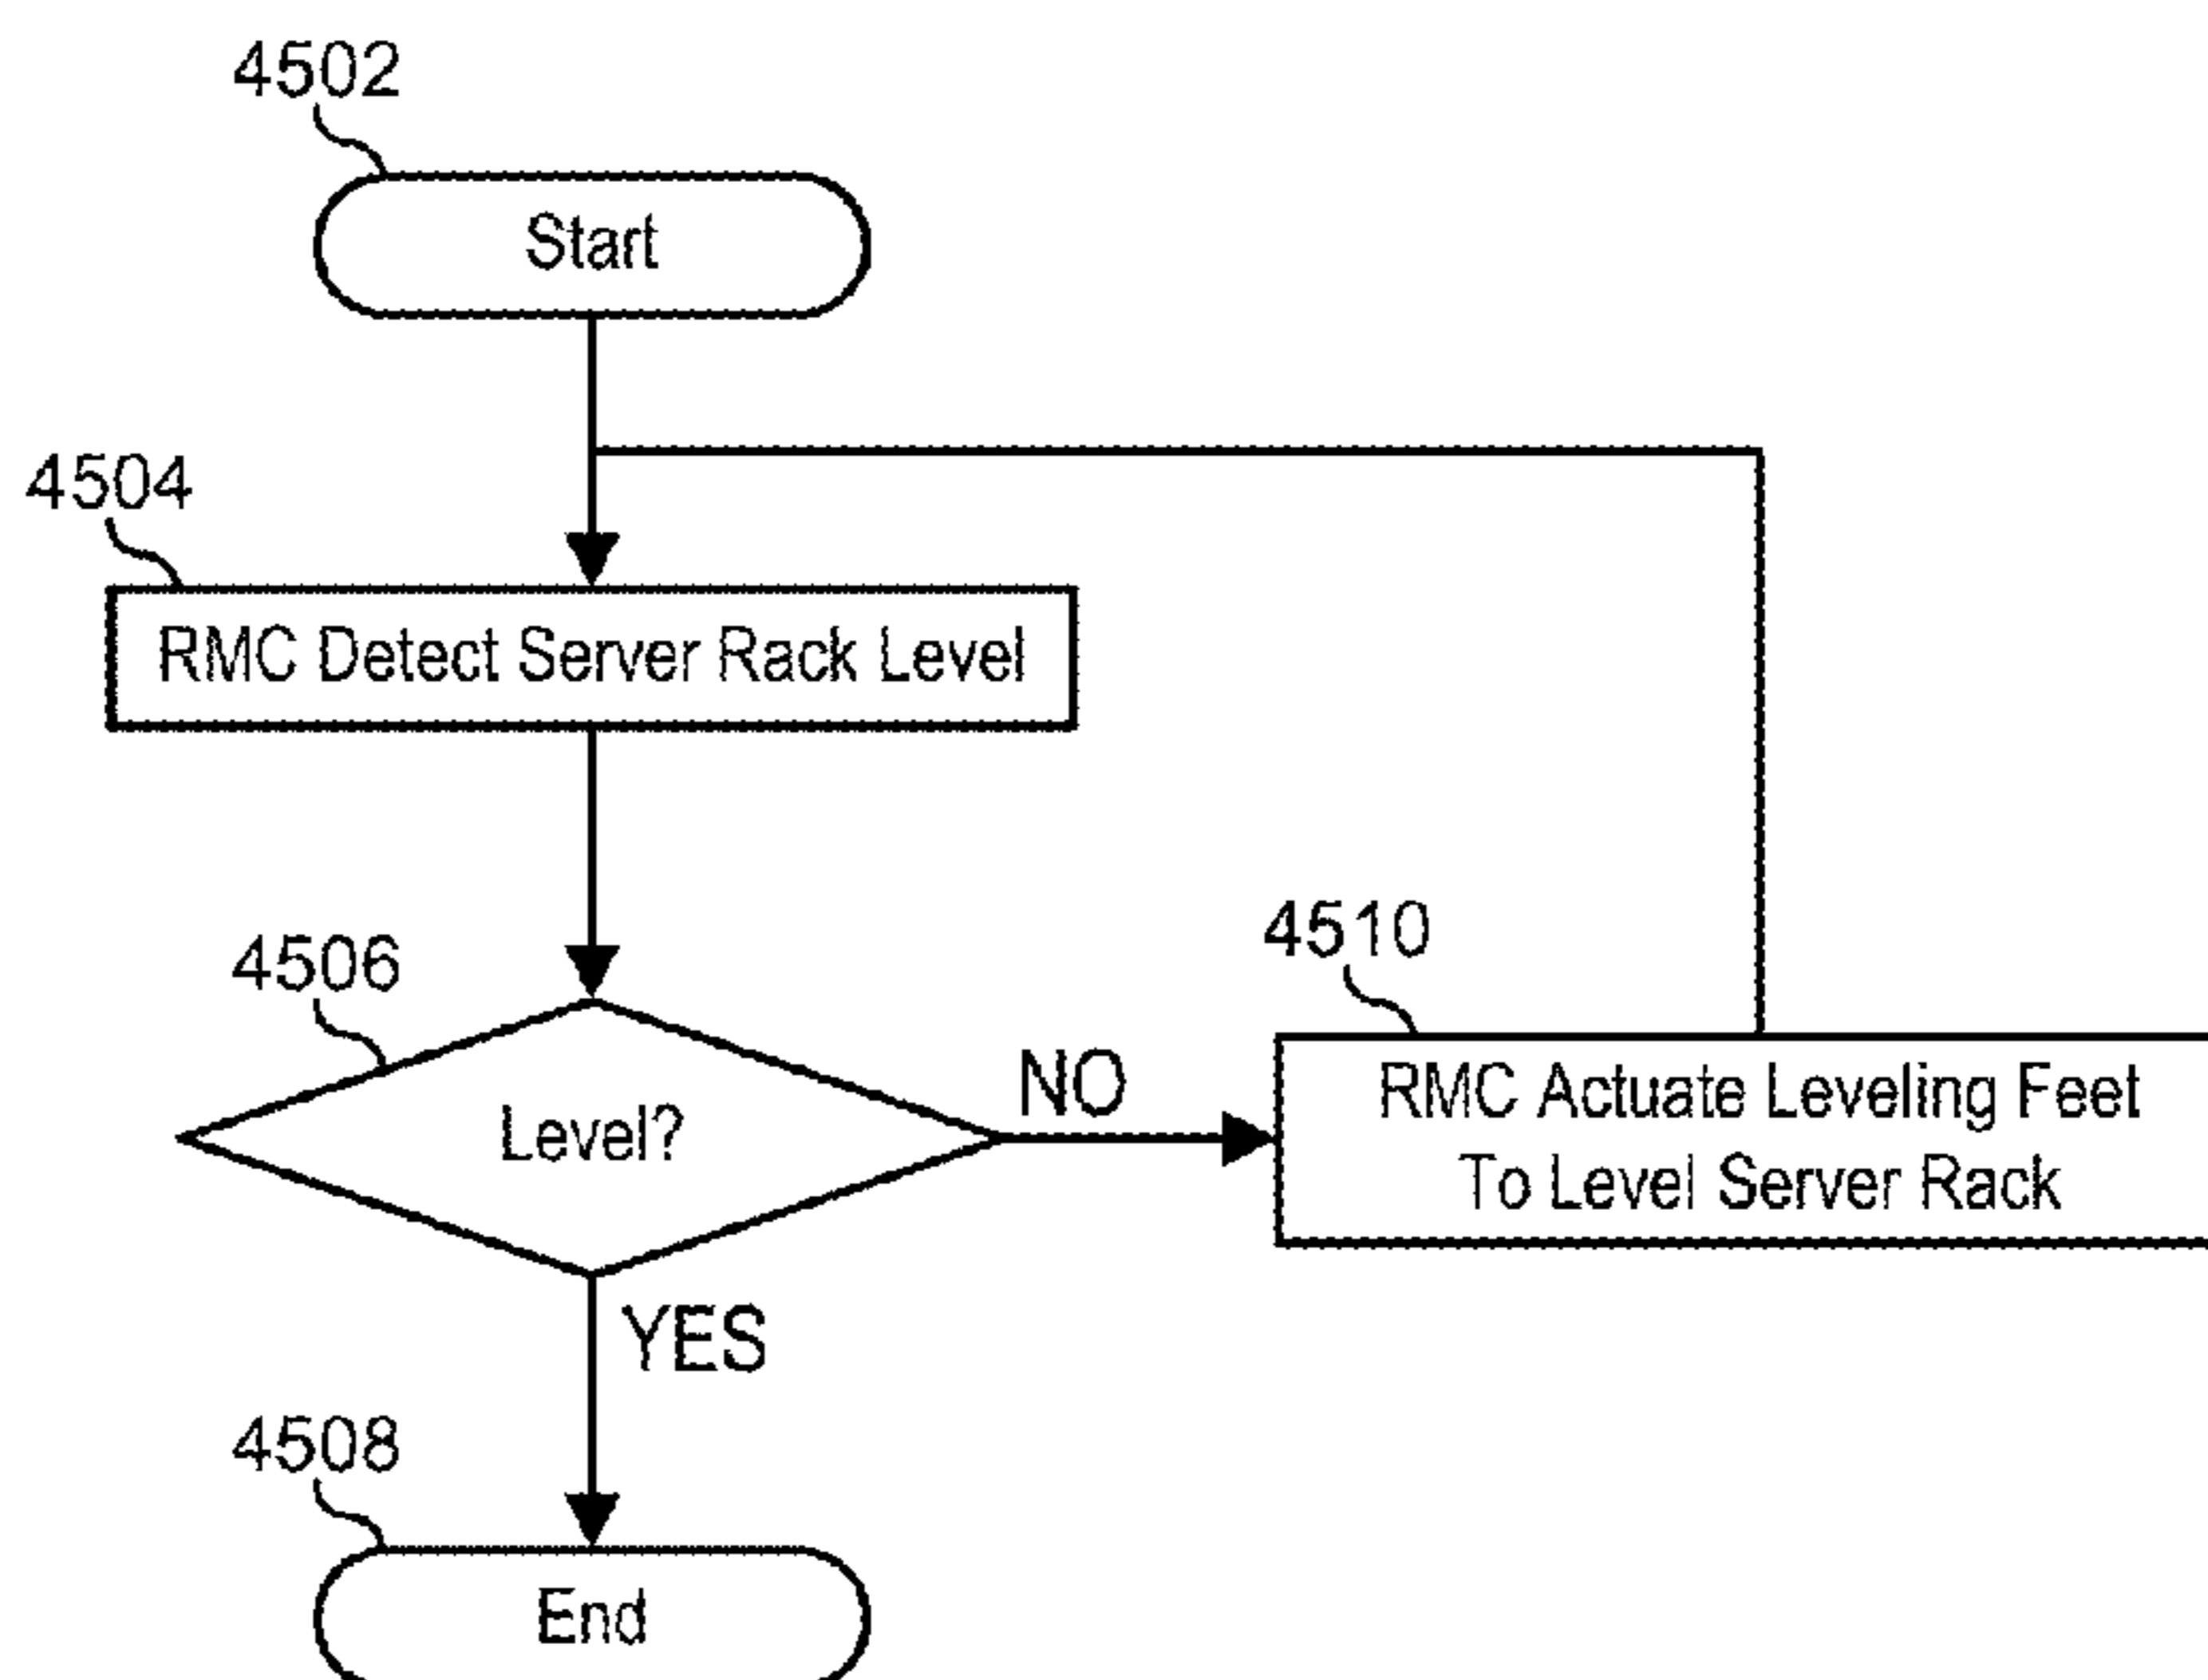 4502
Start
4504
RMC Detect Server Rack Level
4506
Level?
NO
4510
RMC Actuate Leveling Feet
To Level Server Rack
YES
4508
End